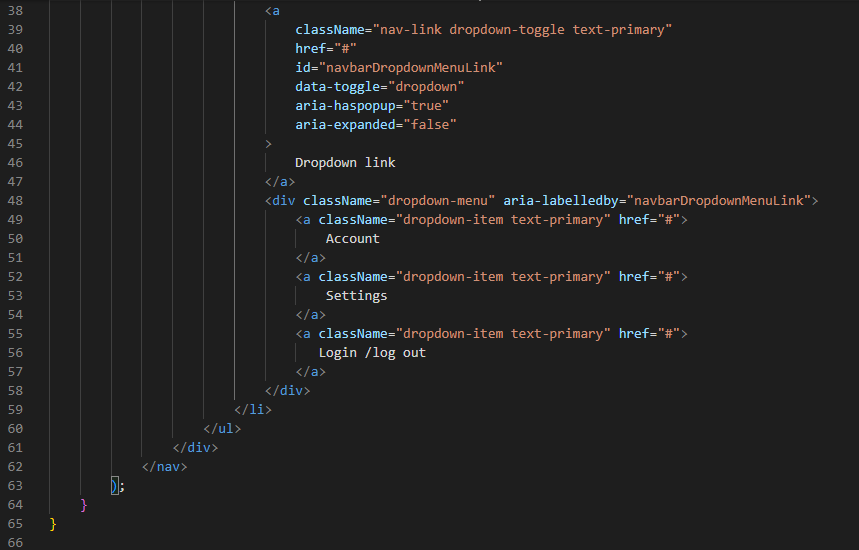 38 <a
39 className="nav-link dropdown-toggle text-primary"
40 href="#"
41 id="navbarDropdownMenuLink"
42 data-toggle="dropdown"
43 aria-haspopup="true"
44 aria-expanded="false"
45 >
46 Dropdown link
47 </a>
48 <div className="dropdown-menu" aria-labelledby="navbarDropdownMenuLink">
49 <a className="dropdown-item text-primary" href="#">
50 Account
51 </a>
52 <a className="dropdown-item text-primary" href="#">
53 Settings
54 </a>
55 <a className="dropdown-item text-primary" href="#">
56 Login /log out
57 </a>
58 </div>
59 </li>
60 </ul>
61 </div>
62 </nav>
63 );
64 }
65 }
66